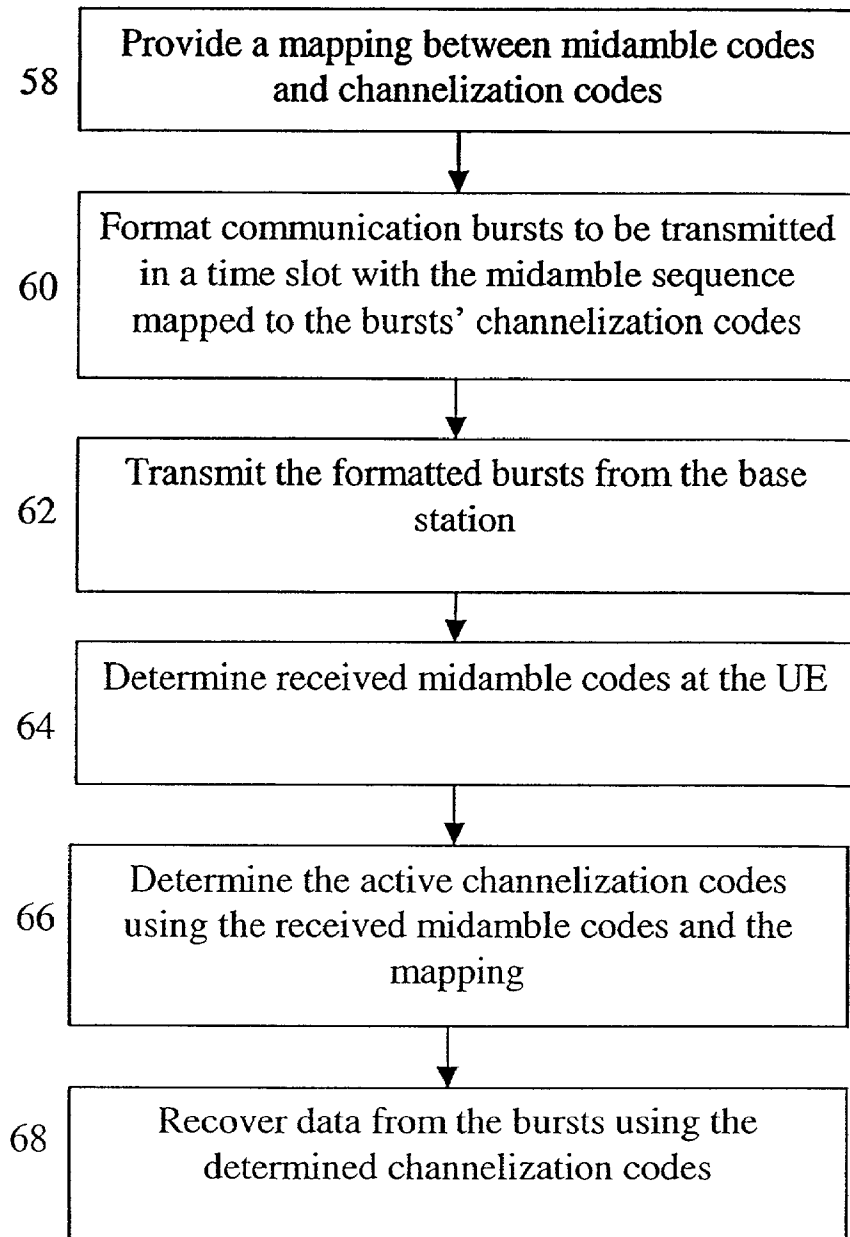 58
Provide a mapping between midamble codes
and channelization codes
60
Format communication bursts to be transmitted
in a time slot with the midamble sequence
mapped to the bursts' channelization codes
62
Transmit the formatted bursts from the base
station
64
Determine received midamble codes at the UE
66
Determine the active channelization codes
using the received midamble codes and the
mapping
68
Recover data from the bursts using the
determined channelization codes